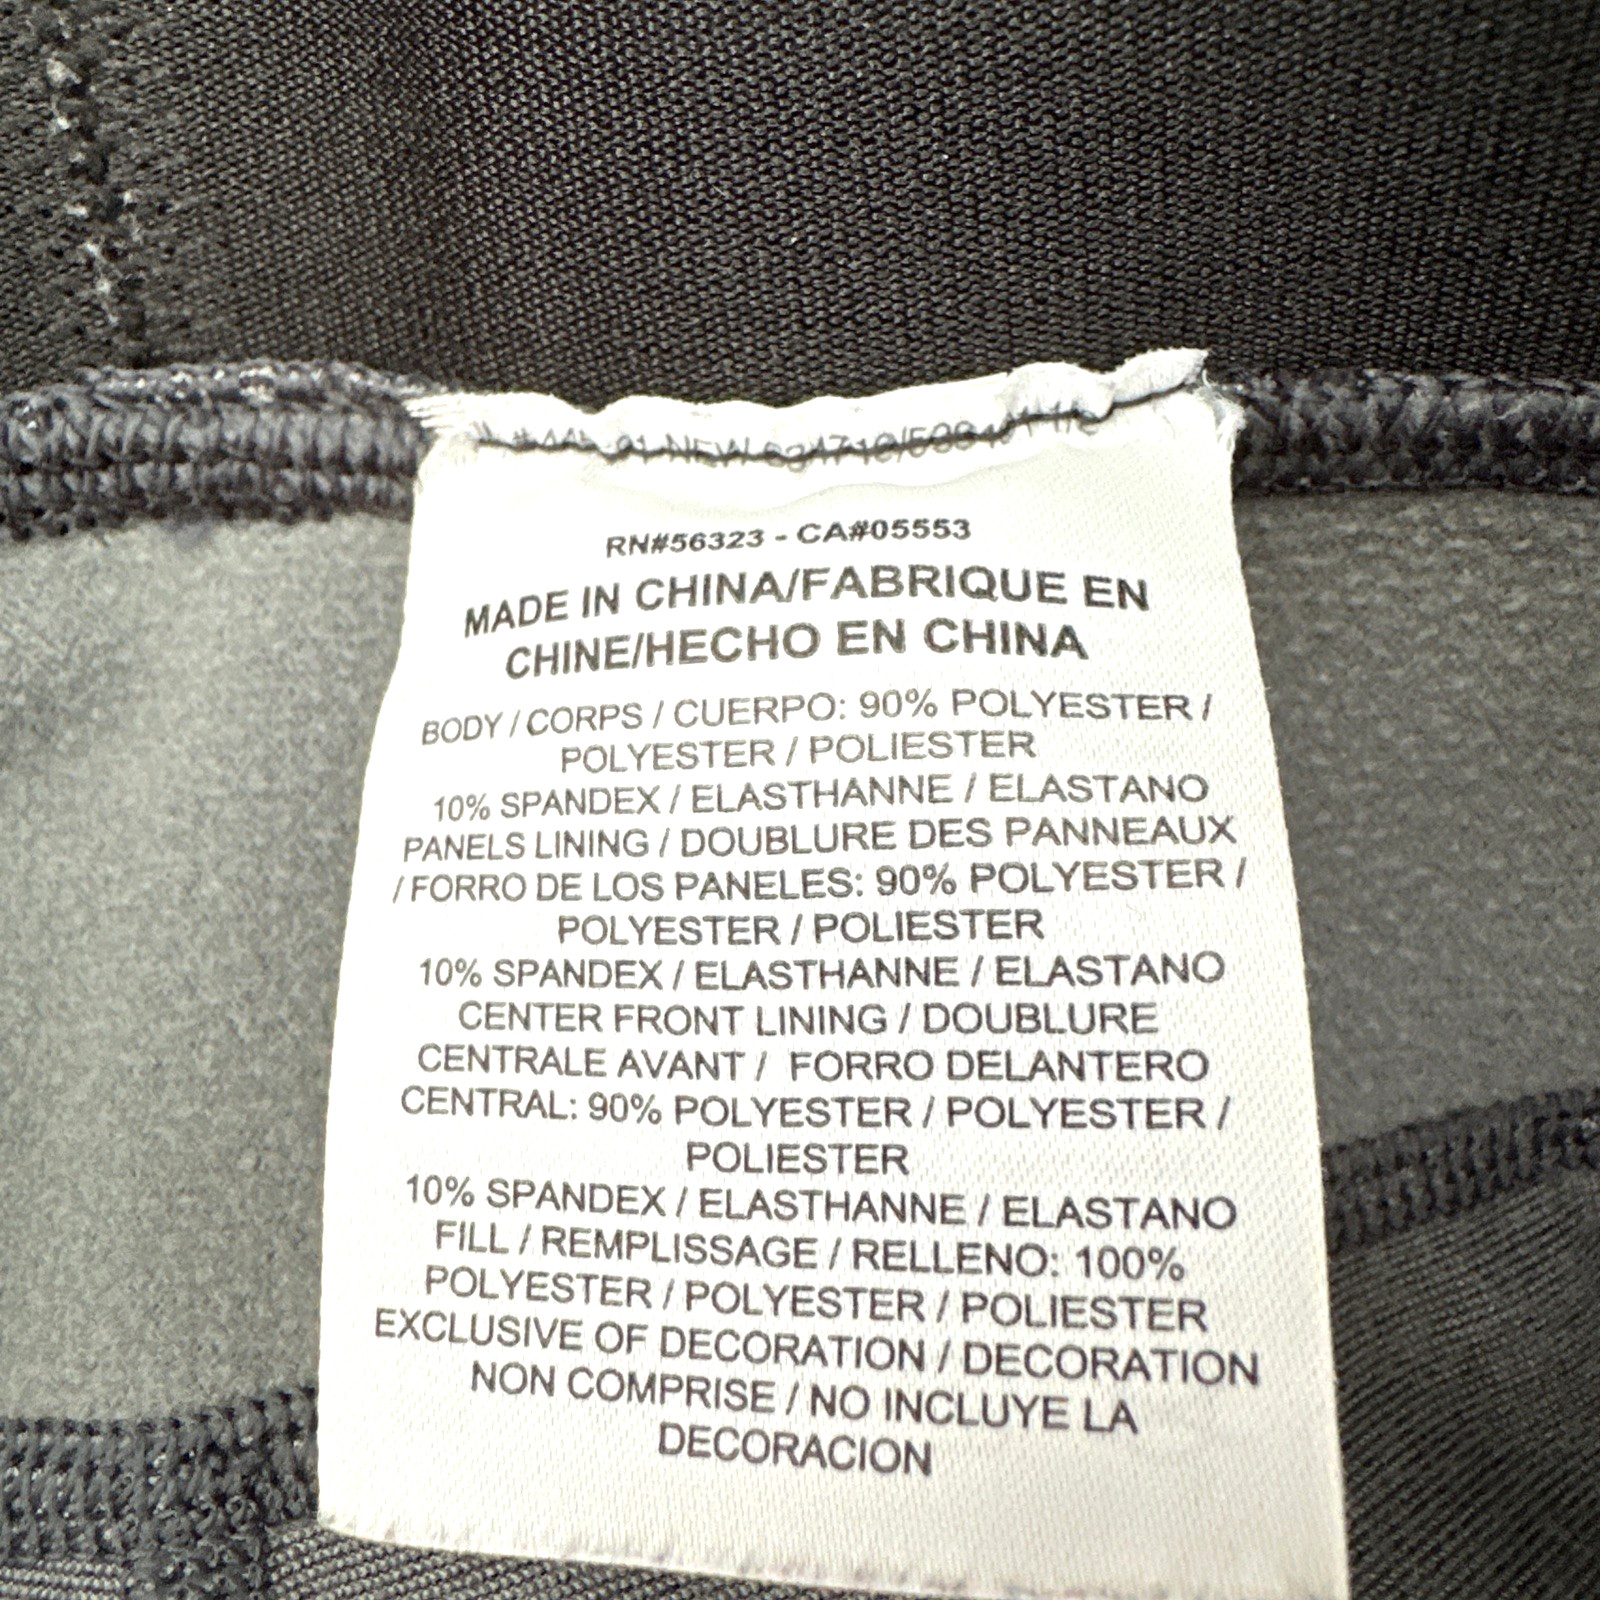 RN#56323 - CA#05553
MADE IN CHINA/FABRIQUE EN
CHINE/HECHO EN CHINA
BODY / CORPS / CUERPO: 90% POLYESTER /
POLYESTER / POLIESTER
10% SPANDEX / ELASTHANNE / ELASTANO
PANELS LINING / DOUBLURE DES PANNEAUX
/ FORRO DE LOS PANELES: 90% POLYESTER /
POLYESTER / POLIESTER
10% SPANDEX / ELASTHANNE / ELASTANO
CENTER FRONT LINING / DOUBLURE
CENTRALE AVANT / FORRO DELANTERO
CENTRAL: 90% POLYESTER / POLYESTER /
POLIESTER
10% SPANDEX / ELASTHANNE / ELASTANO
FILL / REMPLISSAGE / RELLENO: 100%
POLYESTER / POLYESTER / POLIESTER
EXCLUSIVE OF DECORATION / DECORATION
NON COMPRISE / NO INCLUYE LA
DECORACION